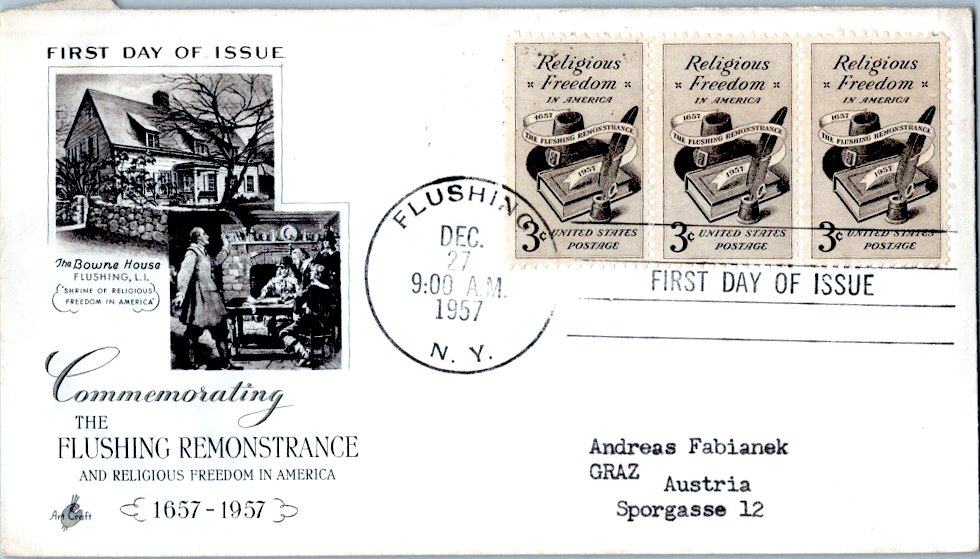 FIRST DAY OF ISSUE
The Bowne House
FLUSHING, L.I.
"SHRINE OF RELIGIOUS
FREEDOM IN AMERICA"
Commemorating
THE
FLUSHING REMONSTRANCE
AND RELIGIOUS FREEDOM IN AMERICA
1657-1957
Art Craft
FLUSHING
DEC.
27
9:00 A.M.
1957
N. Y.
Religious
Freedom
IN AMERICA
1657
THE FLUSHING REMONSTRANCE
1957
3c UNITED STATES
POSTAGE
Religious
Freedom
IN AMERICA
1657
THE FLUSHING REMONSTRANCE
1957
3c UNITED STATES
POSTAGE
Religious
Freedom
IN AMERICA
1657
THE FLUSHING REMONSTRANCE
1957
3c UNITED STATES
POSTAGE
FIRST DAY OF ISSUE
Andreas Fabianek
GRAZ
Austria
Sporgasse 12